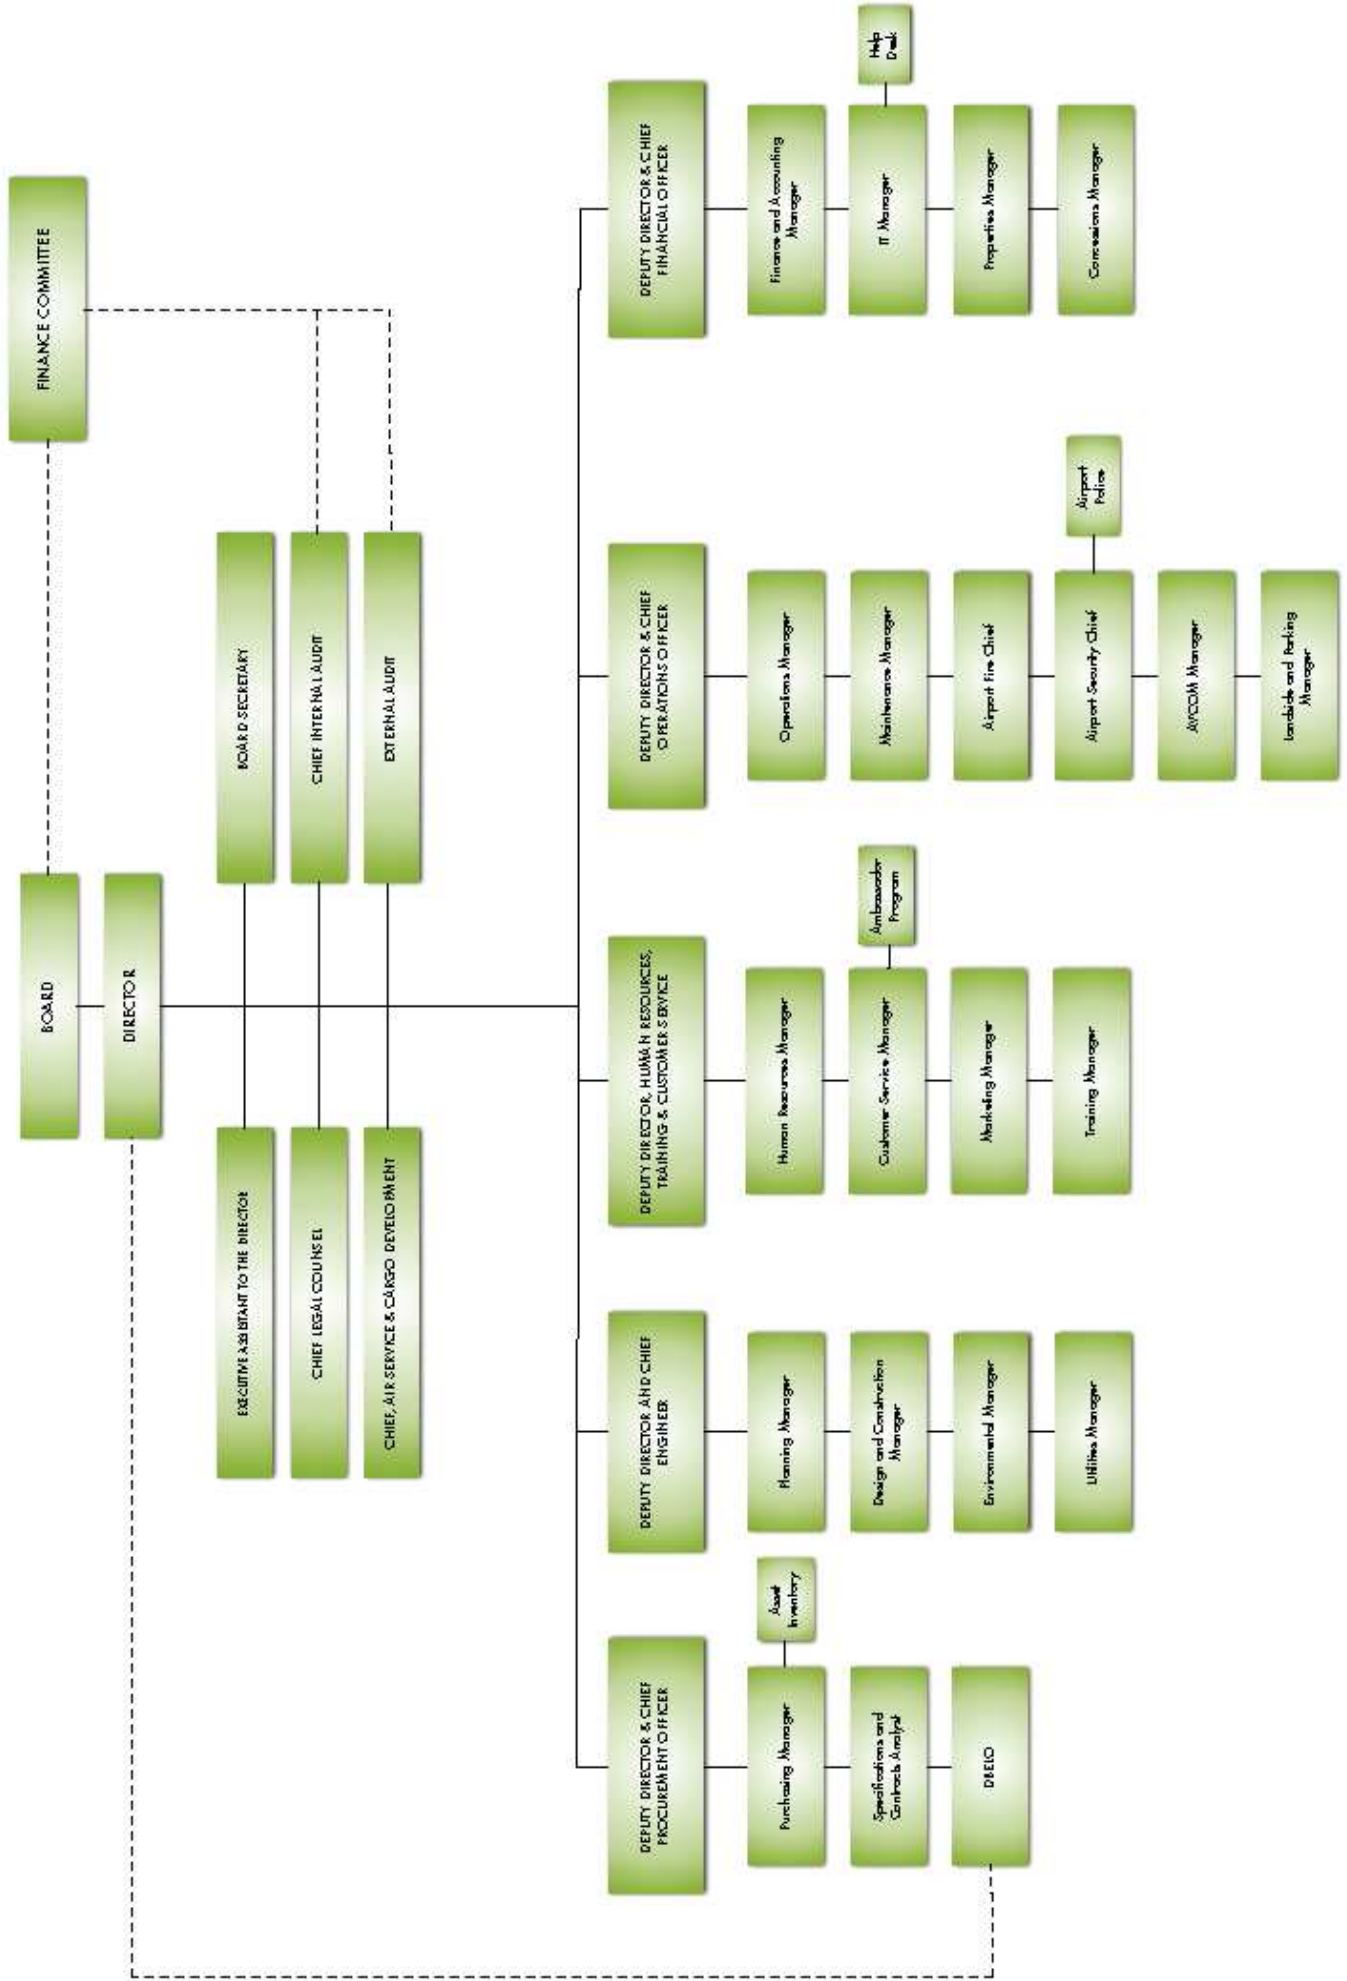 BOARD
DIRECTOR
FINANCE COMMITTEE
EXECUTIVE ASSISTANT TO THE DIRECTOR
BOARD SECRETARY
CHIEF LEGAL COUNSEL
CHIEF INTERNAL AUDIT
CHIEF, AIR SERVICE & CARGO DEVELOPMENT
EXTERNAL AUDIT
DEPUTY DIRECTOR & CHIEF
PROCUREMENT OFFICER
Purchasing Manager
Asset
Inventory
Specifications and
Contracts Analyst
DBELO
DEPUTY DIRECTOR AND CHIEF
ENGINEER
Planning Manager
Design and Construction
Manager
Environmental Manager
Utilities Manager
DEPUTY DIRECTOR, HUMAN RESOURCES,
TRAINING & CUSTOMER SERVICE
Human Resources Manager
Customer Service Manager
Ambassador
Program
Marketing Manager
Training Manager
DEPUTY DIRECTOR & CHIEF
OPERATIONS OFFICER
Operations Manager
Maintenance Manager
Airport Fire Chief
Airport Security Chief
Airport
Police
AVCOM Manager
Landside and Parking
Manager
DEPUTY DIRECTOR & CHIEF
FINANCIAL OFFICER
Finance and Accounting
Manager
IT Manager
Help
Desk
Properties Manager
Concessions Manager